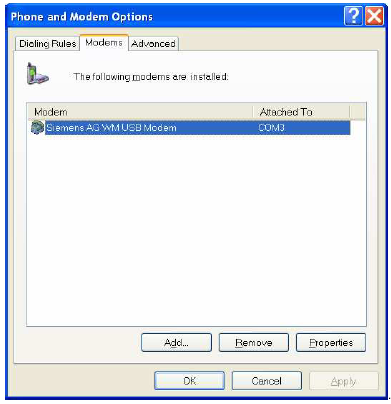 Phone and Modem Options
Dialing Rules Modems Advanced
The following modems are installed:
Modem Attached To
Siemens AG WM USB Modem COM3
Add... Remove Properties
OK Cancel Apply